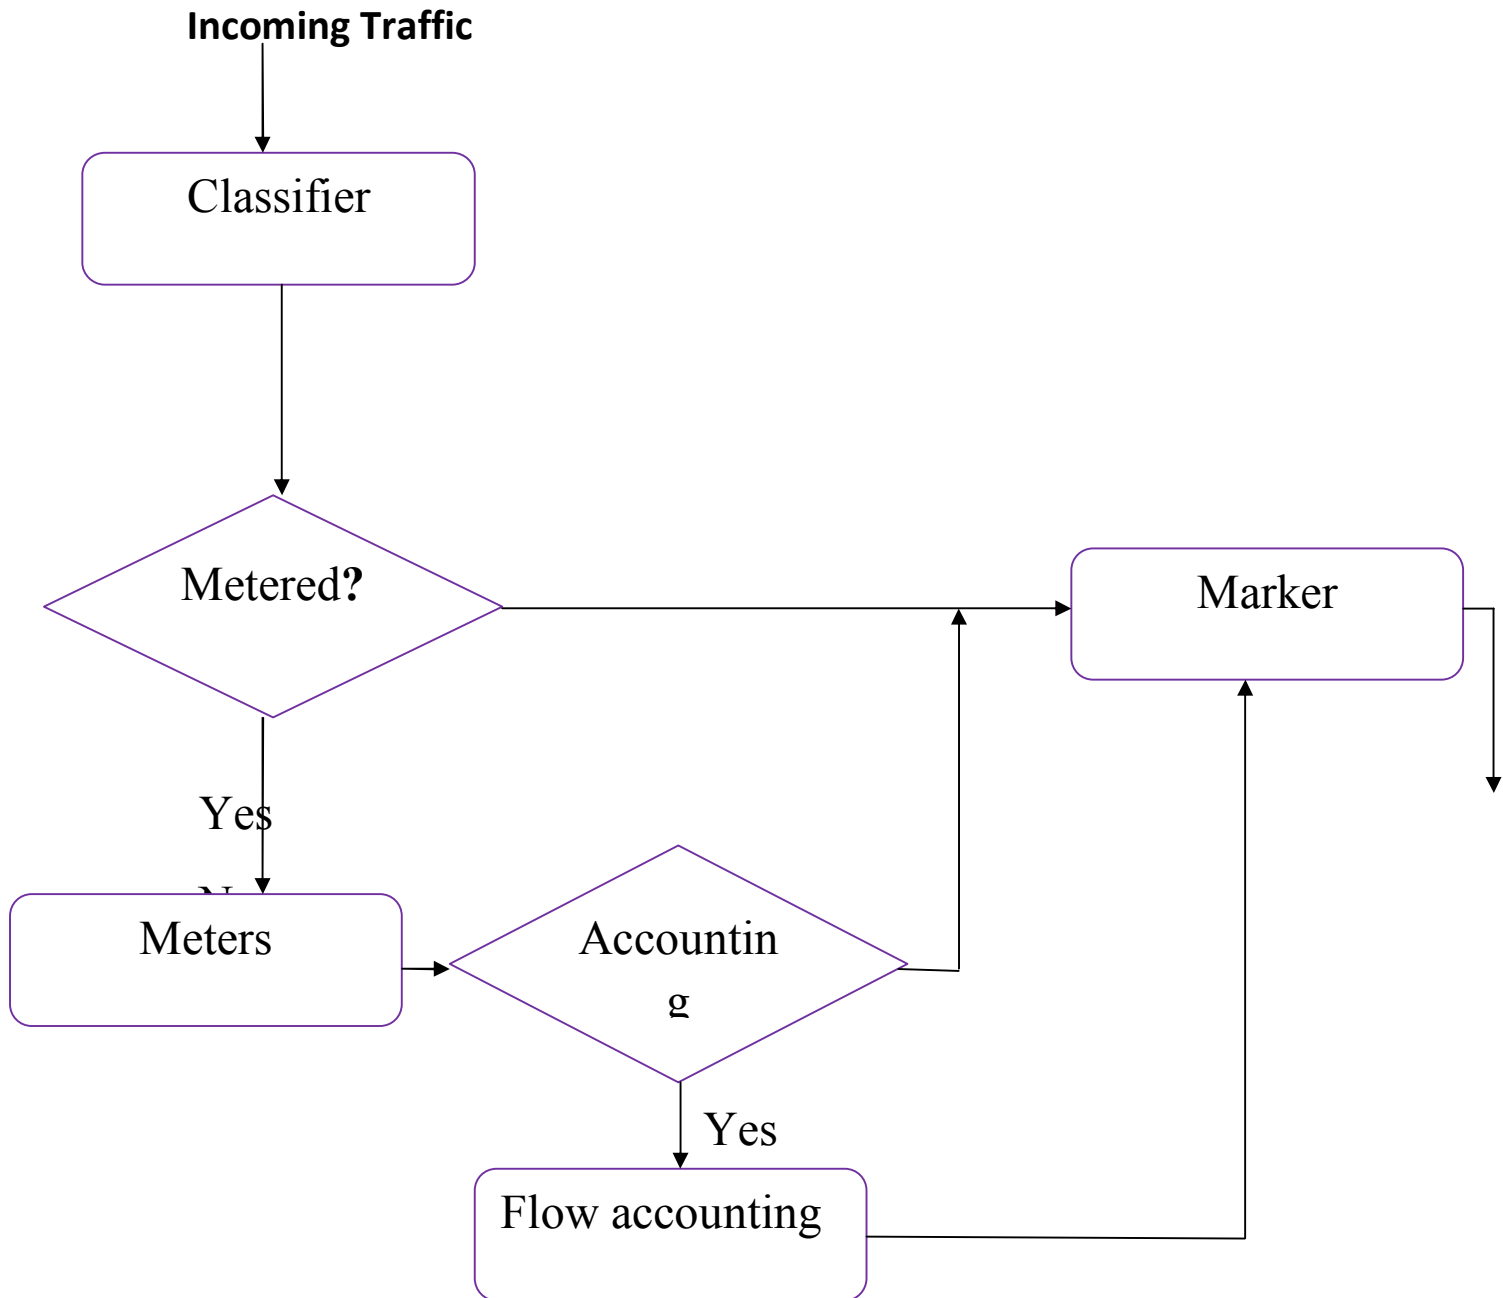 Incoming Traffic
Classifier
Metered?
Marker
Yes
Meters
Accountin
g
Yes
Flow accounting